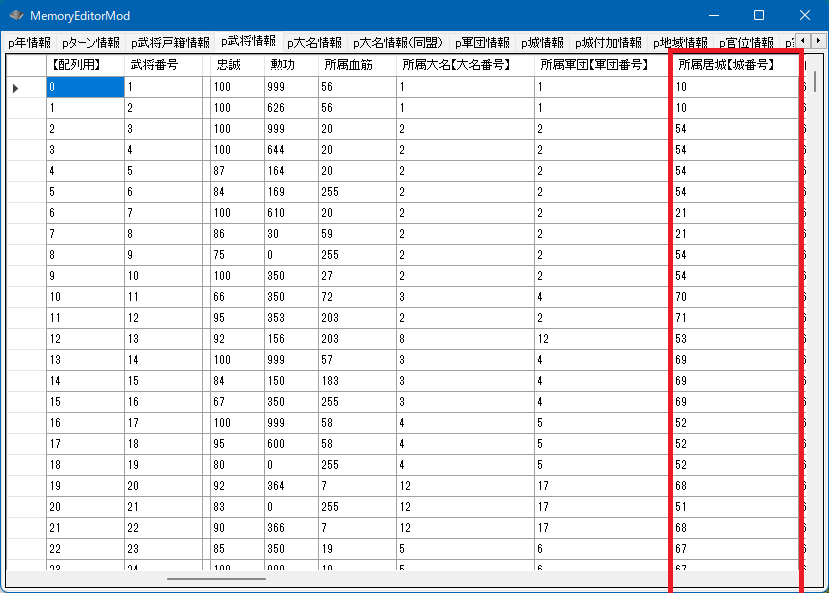 MemoryEditorMod
p年情報 pターン情報 p武将戸籍情報 p武将情報 p大名情報 p大名情報(同盟) p軍団情報 p城情報 p城付加情報 p地域情報 p官位情報
【配列用】 武将番号 忠誠 勲功 所属血筋 所属大名【大名番号】 所属軍団【軍団番号】 所属居城【城番号】
0 1 100 999 56 1 1 10
1 2 100 626 56 1 1 10
2 3 100 999 20 2 2 54
3 4 100 644 20 2 2 54
4 5 87 164 20 2 2 54
5 6 84 169 255 2 2 54
6 7 100 610 20 2 2 21
7 8 86 30 59 2 2 21
8 9 75 0 255 2 2 54
9 10 100 350 27 2 2 54
10 11 66 350 72 3 4 70
11 12 95 353 203 2 2 71
12 13 92 156 203 8 12 53
13 14 100 999 57 3 4 69
14 15 84 150 183 3 4 69
15 16 67 350 255 3 4 69
16 17 100 999 58 4 5 52
17 18 95 600 58 4 5 52
18 19 80 0 255 4 5 52
19 20 92 364 7 12 17 68
20 21 83 0 255 12 17 51
21 22 90 366 7 12 17 68
22 23 85 350 19 5 6 67
23 24 100 999 19 5 6 67